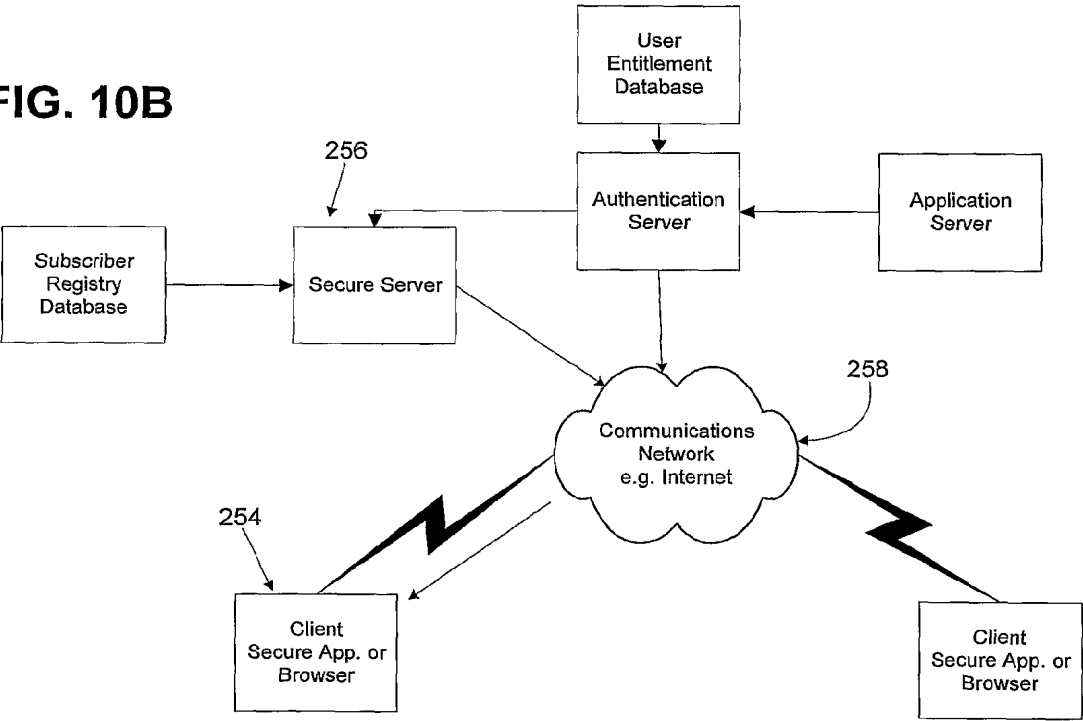 FIG. 10B
User
Entitlement
Database
256
Authentication
Server
Application
Server
Subscriber
Registry
Database
Secure Server
258
Communications
Network
e.g. Internet
254
Client
Secure App. or
Browser
Client
Secure App. or
Browser